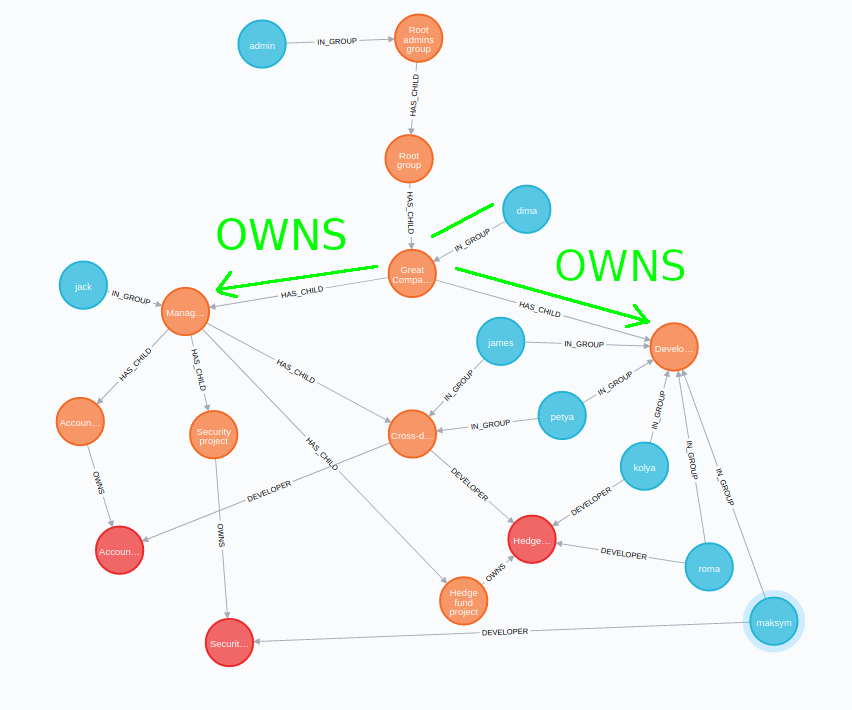 admin
IN_GROUP
Root
admins
group
HAS_CHILD
Root
group
HAS_CHILD
dima
IN_GROUP
OWNS
OWNS
Great
Compa...
jack
IN_GROUP
Manag...
HAS_CHILD
HAS_CHILD
james
IN_GROUP
Develo...
HAS_CHILD
HAS_CHILD
HAS_CHILD
IN_GROUP
IN_GROUP
Accoun...
Security
project
HAS_CHILD
Cross-d...
IN_GROUP
petya
IN_GROUP
IN_GROUP
IN_GROUP
kolya
OWNS
DEVELOPER
DEVELOPER
DEVELOPER
OWNS
Accoun...
Hedge...
DEVELOPER
roma
OWNS
Hedge
fund
project
maksym
Securit...
DEVELOPER